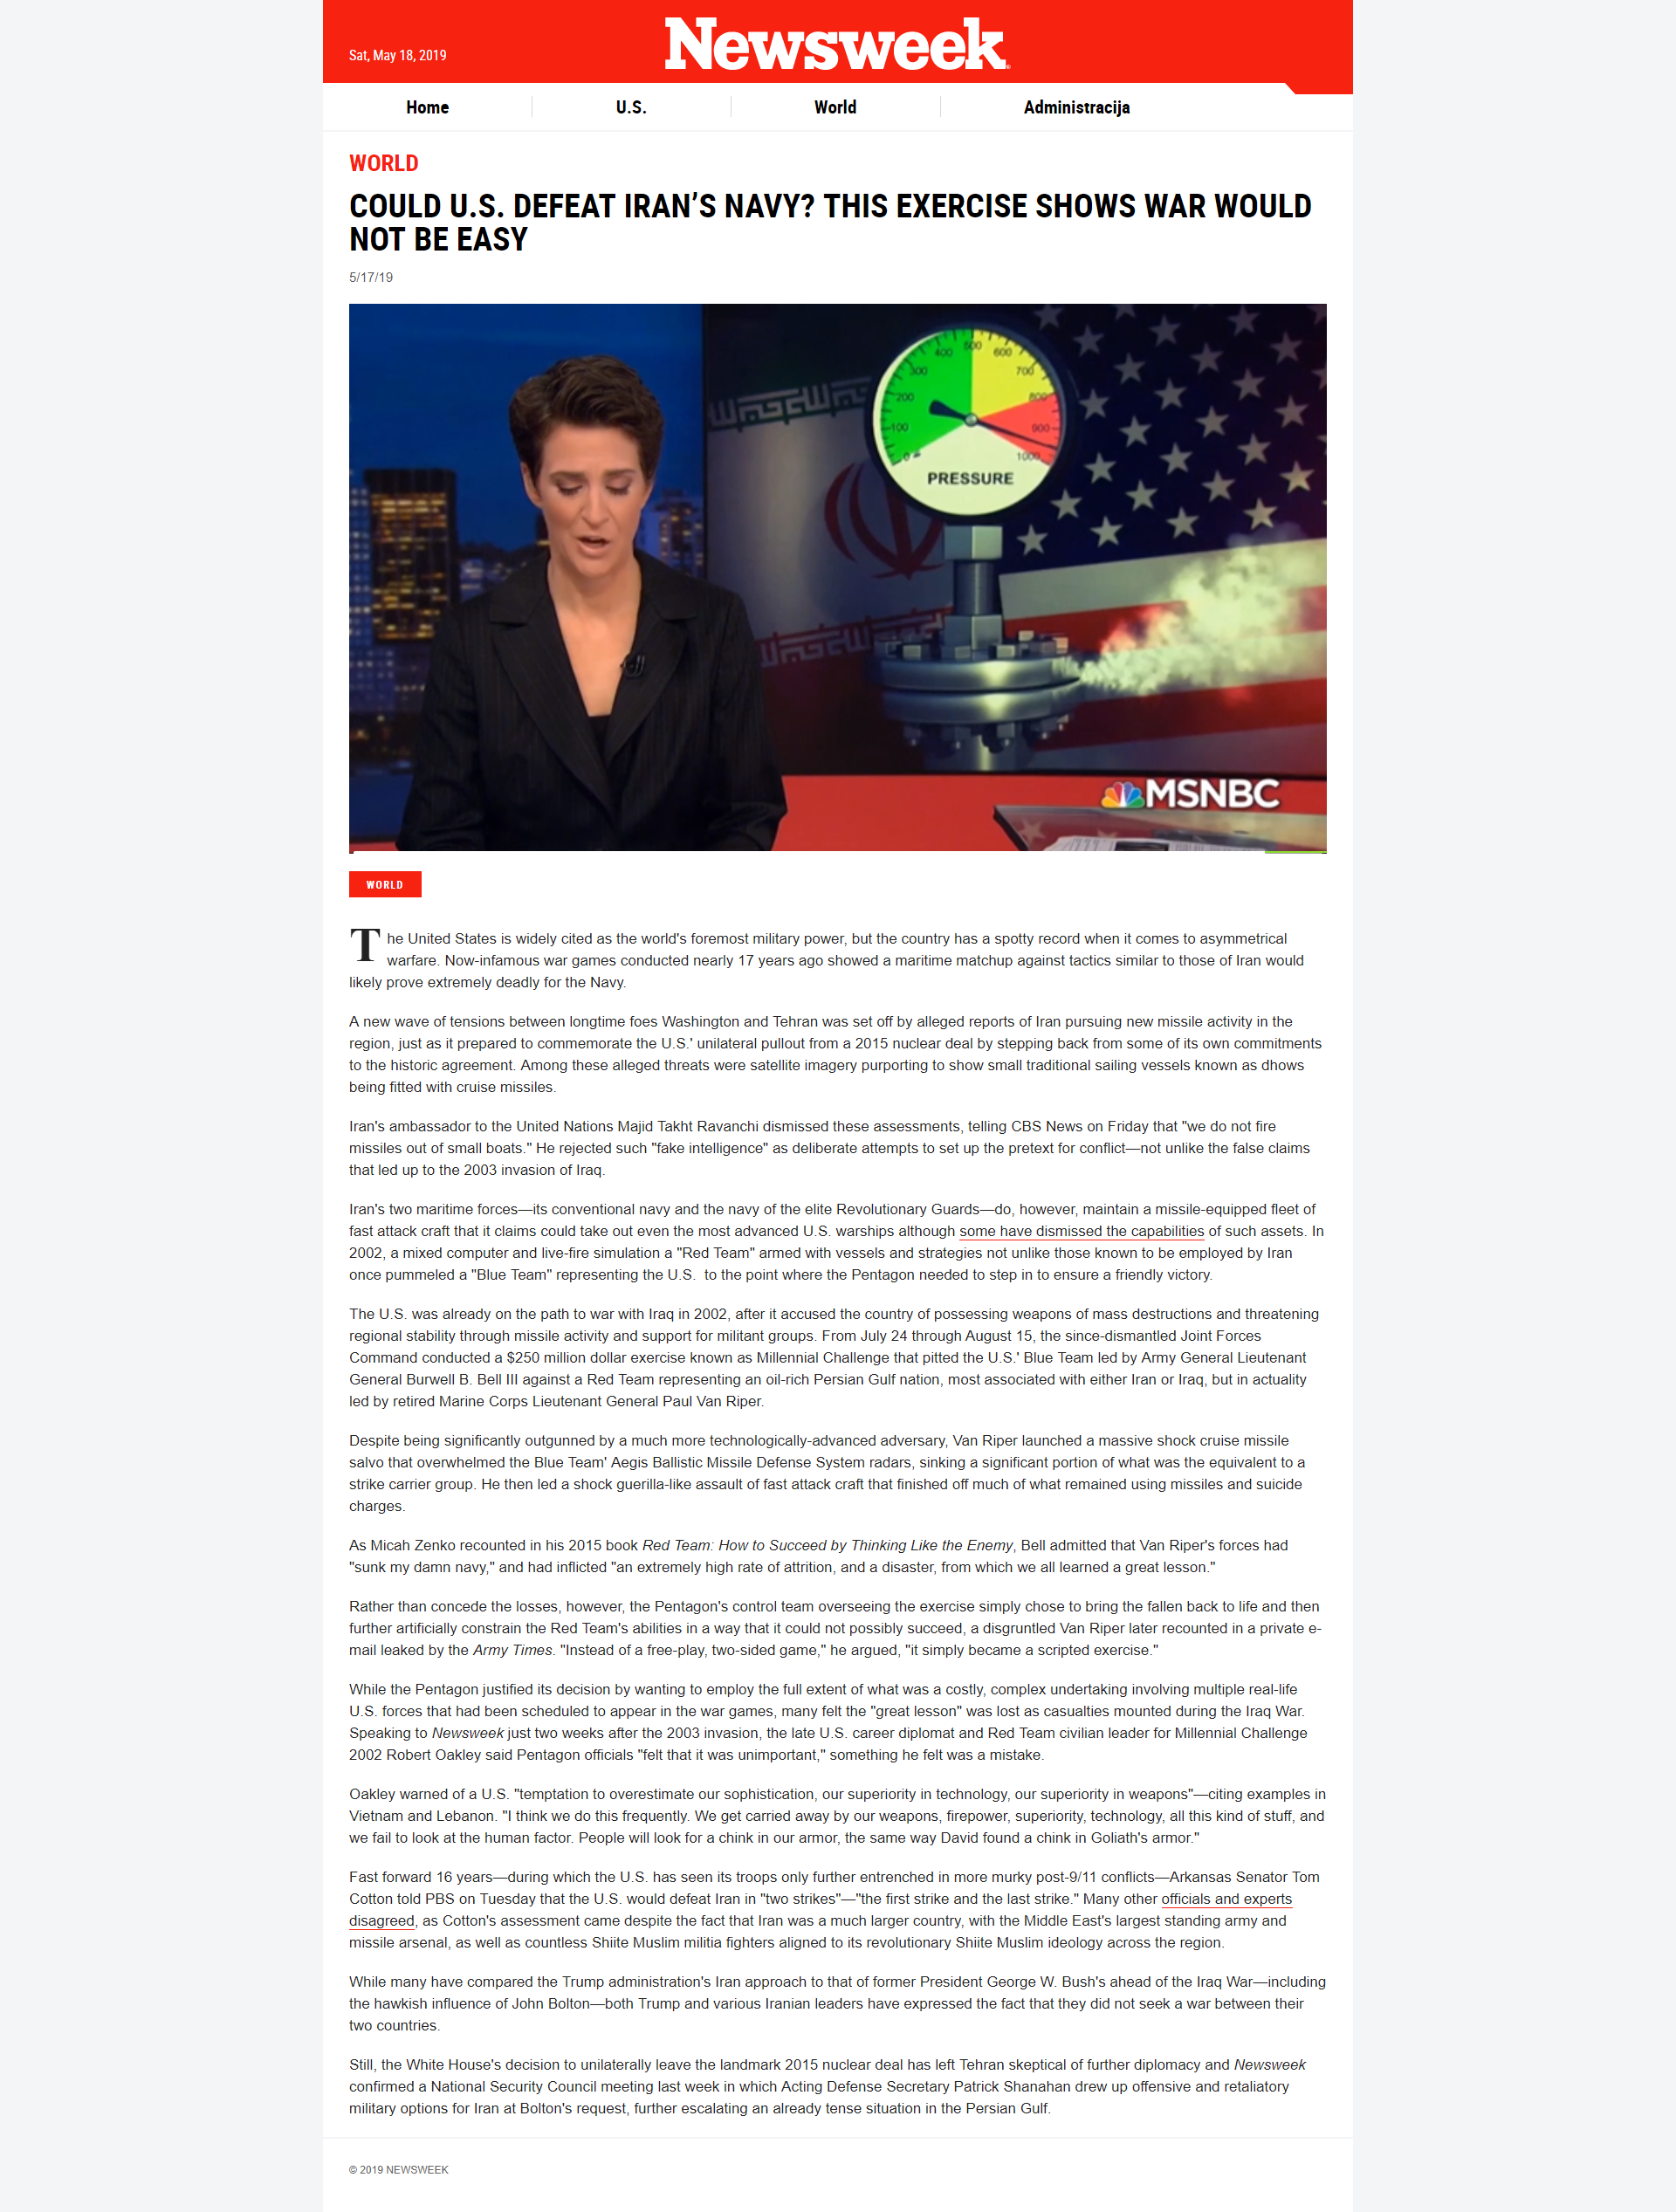 Newsweek
Sat, May 18, 2019
Home
U.S.
World
Administracija
WORLD
COULD U.S. DEFEAT IRAN’S NAVY? THIS EXERCISE SHOWS WAR WOULD
NOT BE EASY
5/17/19
0
100
200
300
400
500
600
700
800
900
1000
PRESSURE
MSNBC
WORLD
The United States is widely cited as the world's foremost military power, but the country has a spotty record when it comes to asymmetrical
warfare. Now-infamous war games conducted nearly 17 years ago showed a maritime matchup against tactics similar to those of Iran would
likely prove extremely deadly for the Navy.
A new wave of tensions between longtime foes Washington and Tehran was set off by alleged reports of Iran pursuing new missile activity in the
region, just as it prepared to commemorate the U.S.' unilateral pullout from a 2015 nuclear deal by stepping back from some of its own commitments
to the historic agreement. Among these alleged threats were satellite imagery purporting to show small traditional sailing vessels known as dhows
being fitted with cruise missiles.
Iran's ambassador to the United Nations Majid Takht Ravanchi dismissed these assessments, telling CBS News on Friday that "we do not fire
missiles out of small boats." He rejected such "fake intelligence" as deliberate attempts to set up the pretext for conflict—not unlike the false claims
that led up to the 2003 invasion of Iraq.
Iran's two maritime forces—its conventional navy and the navy of the elite Revolutionary Guards—do, however, maintain a missile-equipped fleet of
fast attack craft that it claims could take out even the most advanced U.S. warships although some have dismissed the capabilities of such assets. In
2002, a mixed computer and live-fire simulation a "Red Team" armed with vessels and strategies not unlike those known to be employed by Iran
once pummeled a "Blue Team" representing the U.S.  to the point where the Pentagon needed to step in to ensure a friendly victory.
The U.S. was already on the path to war with Iraq in 2002, after it accused the country of possessing weapons of mass destructions and threatening
regional stability through missile activity and support for militant groups. From July 24 through August 15, the since-dismantled Joint Forces
Command conducted a $250 million dollar exercise known as Millennial Challenge that pitted the U.S.' Blue Team led by Army General Lieutenant
General Burwell B. Bell III against a Red Team representing an oil-rich Persian Gulf nation, most associated with either Iran or Iraq, but in actuality
led by retired Marine Corps Lieutenant General Paul Van Riper.
Despite being significantly outgunned by a much more technologically-advanced adversary, Van Riper launched a massive shock cruise missile
salvo that overwhelmed the Blue Team' Aegis Ballistic Missile Defense System radars, sinking a significant portion of what was the equivalent to a
strike carrier group. He then led a shock guerilla-like assault of fast attack craft that finished off much of what remained using missiles and suicide
charges.
As Micah Zenko recounted in his 2015 book Red Team: How to Succeed by Thinking Like the Enemy, Bell admitted that Van Riper's forces had
"sunk my damn navy," and had inflicted "an extremely high rate of attrition, and a disaster, from which we all learned a great lesson."
Rather than concede the losses, however, the Pentagon's control team overseeing the exercise simply chose to bring the fallen back to life and then
further artificially constrain the Red Team's abilities in a way that it could not possibly succeed, a disgruntled Van Riper later recounted in a private e-
mail leaked by the Army Times. "Instead of a free-play, two-sided game," he argued, "it simply became a scripted exercise."
While the Pentagon justified its decision by wanting to employ the full extent of what was a costly, complex undertaking involving multiple real-life
U.S. forces that had been scheduled to appear in the war games, many felt the "great lesson" was lost as casualties mounted during the Iraq War.
Speaking to Newsweek just two weeks after the 2003 invasion, the late U.S. career diplomat and Red Team civilian leader for Millennial Challenge
2002 Robert Oakley said Pentagon officials "felt that it was unimportant," something he felt was a mistake.
Oakley warned of a U.S. "temptation to overestimate our sophistication, our superiority in technology, our superiority in weapons"—citing examples in
Vietnam and Lebanon. "I think we do this frequently. We get carried away by our weapons, firepower, superiority, technology, all this kind of stuff, and
we fail to look at the human factor. People will look for a chink in our armor, the same way David found a chink in Goliath's armor."
Fast forward 16 years—during which the U.S. has seen its troops only further entrenched in more murky post-9/11 conflicts—Arkansas Senator Tom
Cotton told PBS on Tuesday that the U.S. would defeat Iran in "two strikes"—"the first strike and the last strike." Many other officials and experts
disagreed, as Cotton's assessment came despite the fact that Iran was a much larger country, with the Middle East's largest standing army and
missile arsenal, as well as countless Shiite Muslim militia fighters aligned to its revolutionary Shiite Muslim ideology across the region.
While many have compared the Trump administration's Iran approach to that of former President George W. Bush's ahead of the Iraq War—including
the hawkish influence of John Bolton—both Trump and various Iranian leaders have expressed the fact that they did not seek a war between their
two countries.
Still, the White House's decision to unilaterally leave the landmark 2015 nuclear deal has left Tehran skeptical of further diplomacy and Newsweek
confirmed a National Security Council meeting last week in which Acting Defense Secretary Patrick Shanahan drew up offensive and retaliatory
military options for Iran at Bolton's request, further escalating an already tense situation in the Persian Gulf.
© 2019 NEWSWEEK